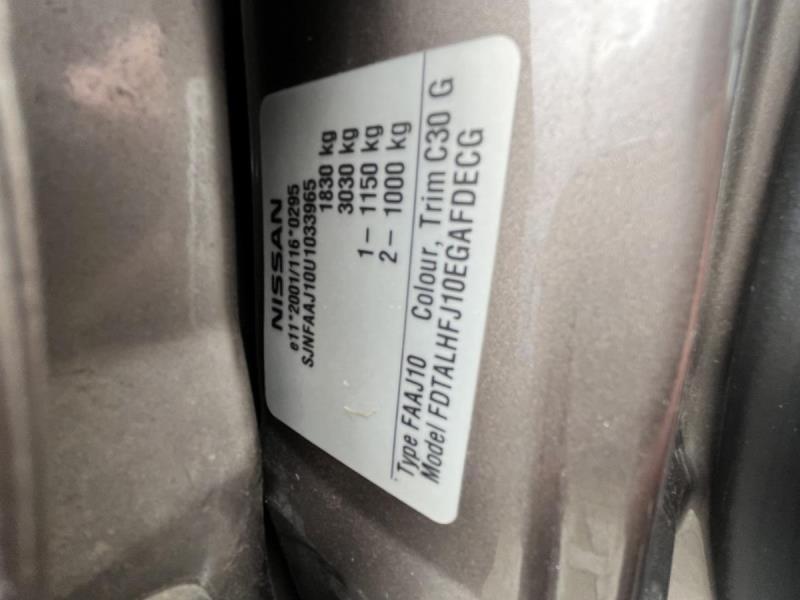 NISSAN
e11*2001/116*0295
SJNFAAJ10U1033965
1830 kg
3030 kg
1– 1150 kg
2– 1000 kg
Type FAAJ10 Colour, Trim C30 G
Model FDTALHFJ10EGAFDECG